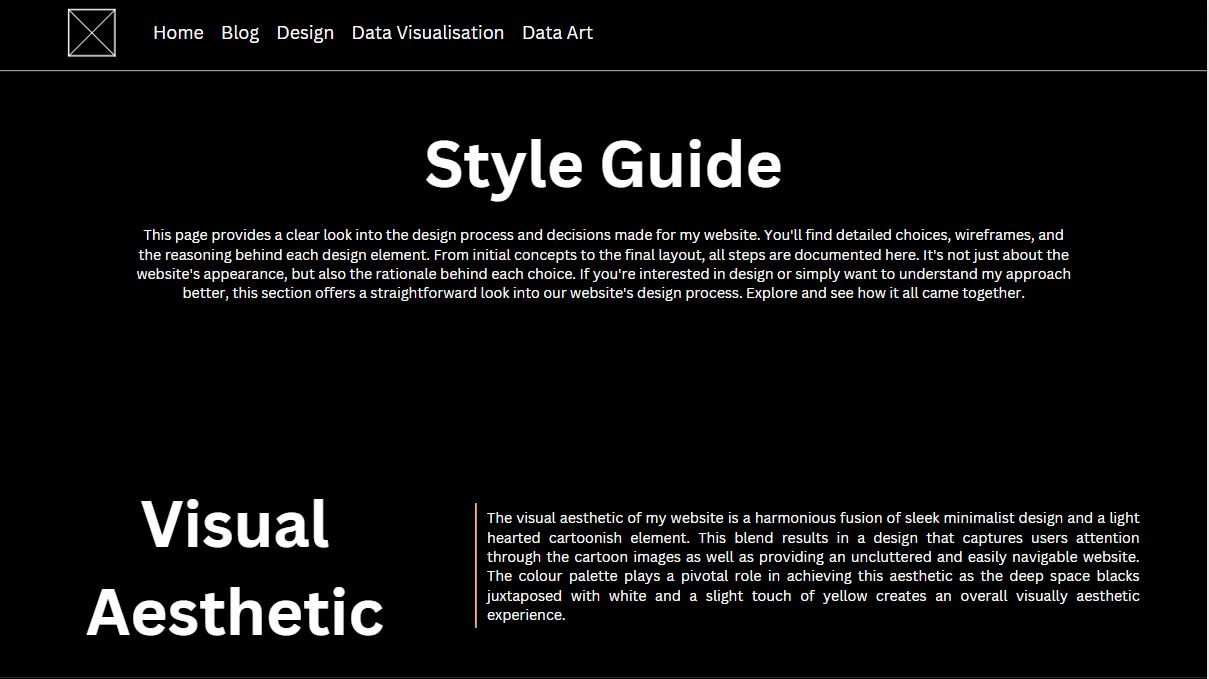 Home Blog Design Data Visualisation Data Art
Style Guide
This page provides a clear look into the design process and decisions made for my website. You'll find detailed choices, wireframes, and
the reasoning behind each design element. From initial concepts to the final layout, all steps are documented here. It's not just about the
website's appearance, but also the rationale behind each choice. If you're interested in design or simply want to understand my approach
better, this section offers a straightforward look into our website's design process. Explore and see how it all came together.
Visual
Aesthetic
The visual aesthetic of my website is a harmonious fusion of sleek minimalist design and a light
hearted cartoonish element. This blend results in a design that captures users attention
through the cartoon images as well as providing an uncluttered and easily navigable website.
The colour palette plays a pivotal role in achieving this aesthetic as the deep space blacks
juxtaposed with white and a slight touch of yellow creates an overall visually aesthetic
experience.